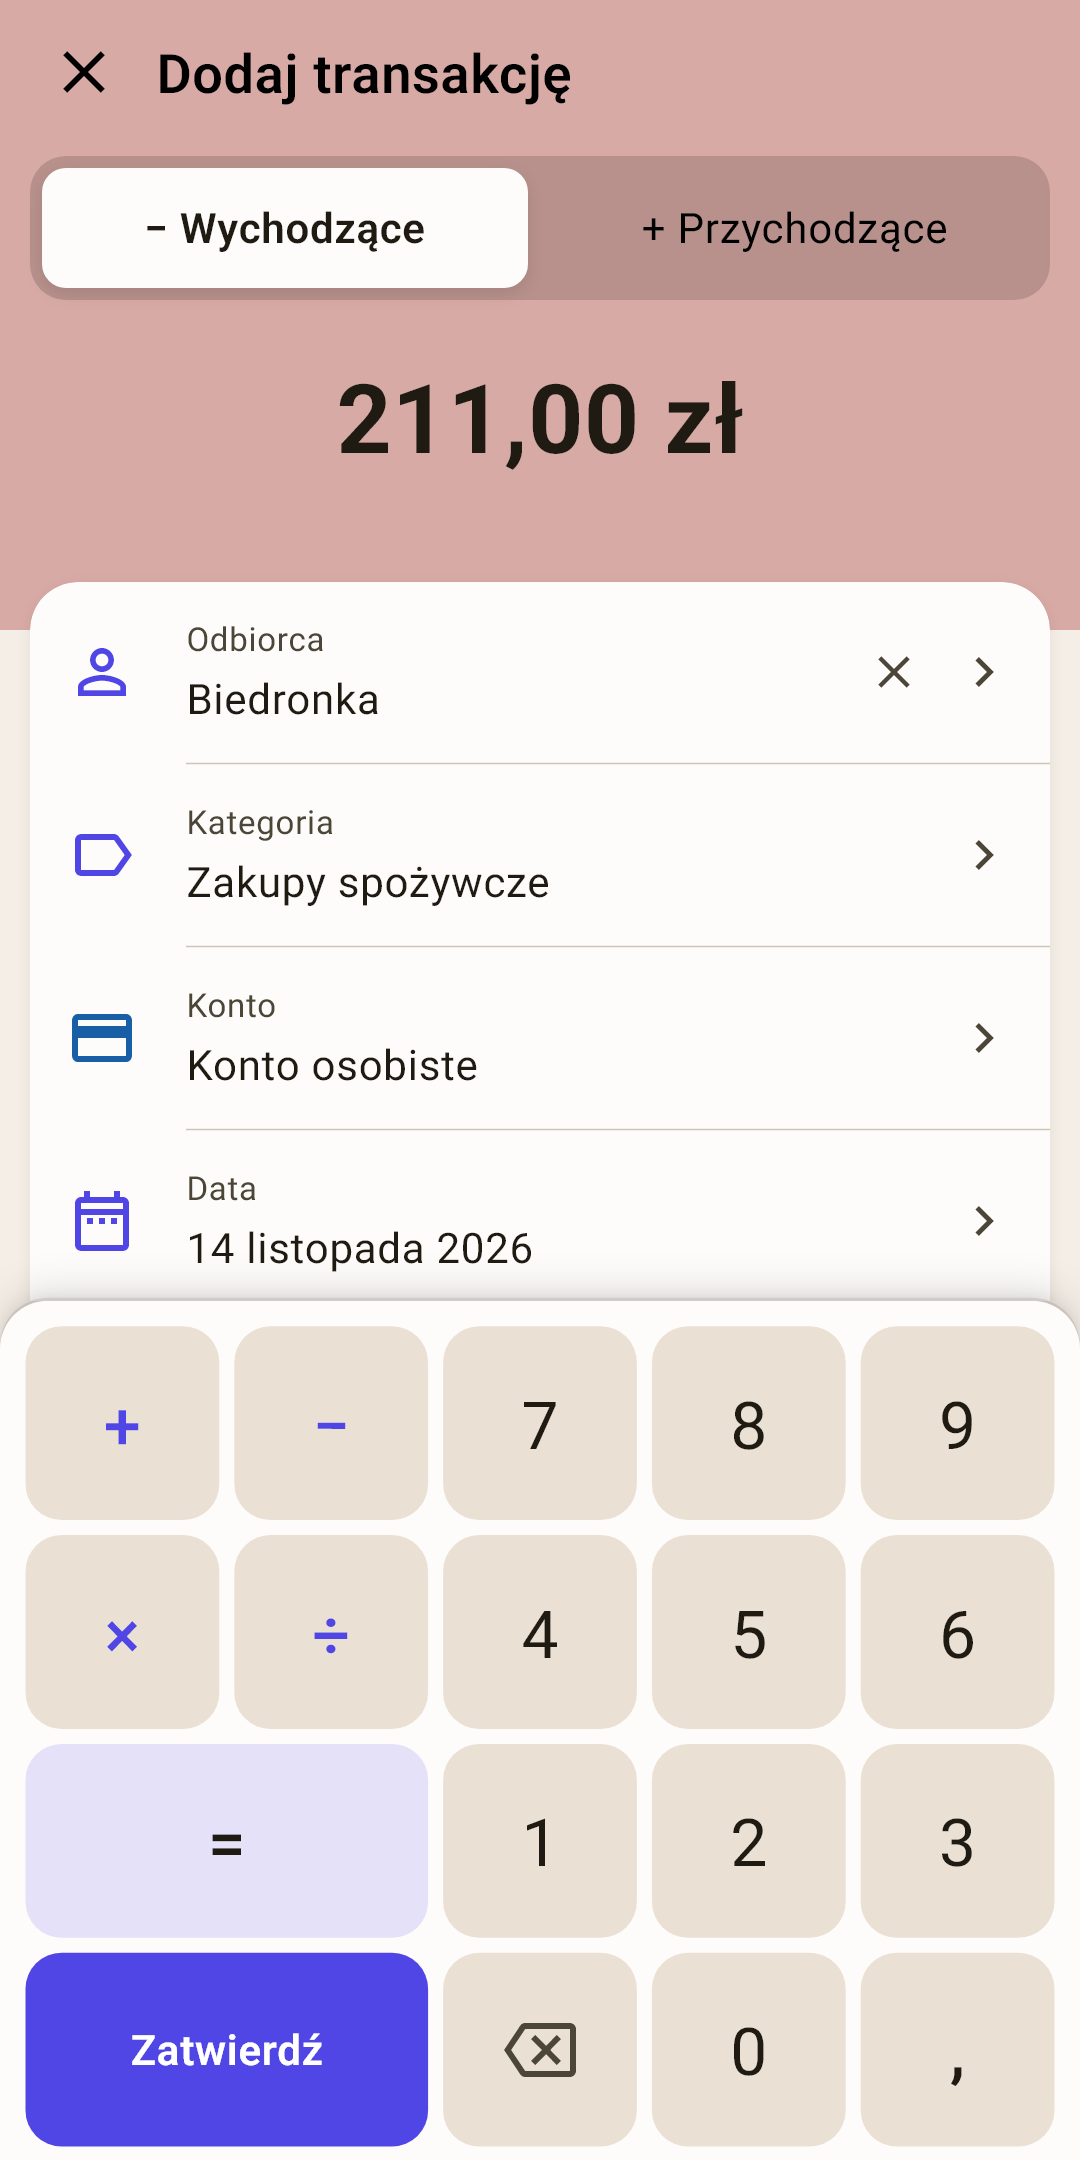 Dodaj transakcję
− Wychodzące
+ Przychodzące
211,00 zł
Odbiorca
Biedronka
Kategoria
Zakupy spożywcze
Konto
Konto osobiste
Data
14 listopada 2026
+ − 7 8 9
× ÷ 4 5 6
= 1 2 3
Zatwierdź 0 ,